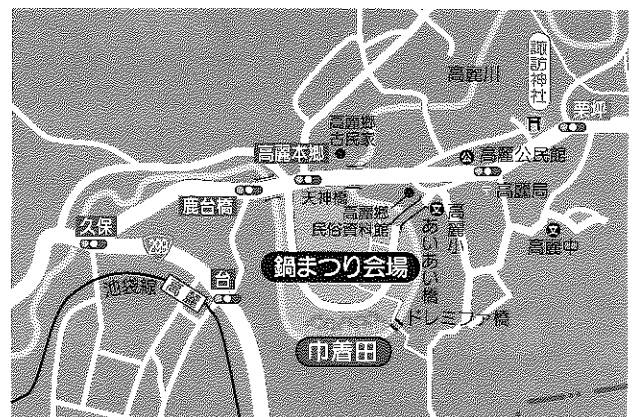 諏訪神社
高麗川
栗坪
高麗郷
古民家
高麗本郷
高麗公民館
天神橋
鹿台橋
高麗局
高麗郷
民俗資料館
高麗小
あいあい橋
高麗中
久保
299
鍋まつり会場
台
池袋線
高麗
ドレミファ橋
巾着田